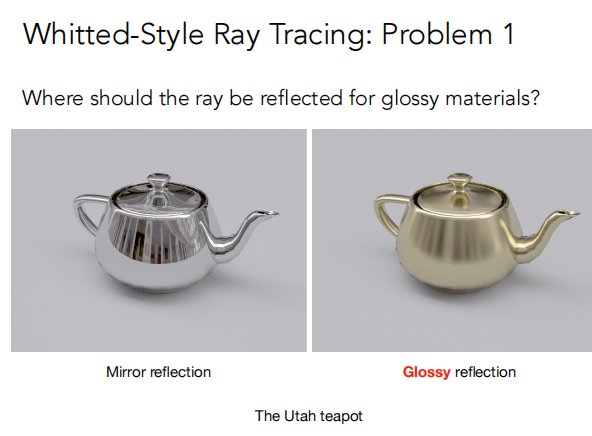 Whitted-Style Ray Tracing: Problem 1
Where should the ray be reflected for glossy materials?
Mirror reflection
Glossy reflection
The Utah teapot